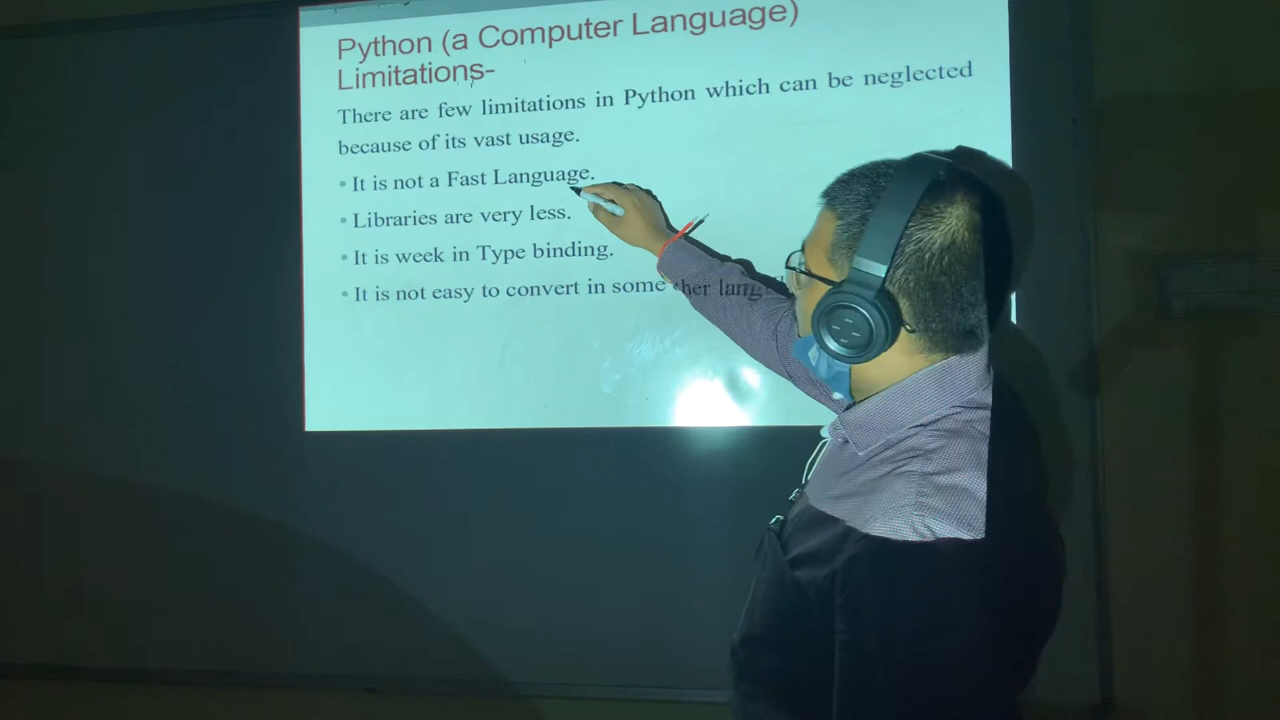 Python (a Computer Language)
Limitations-
There are few limitations in Python which can be neglected
because of its vast usage.
• It is not a Fast Language.
• Libraries are very less.
• It is week in Type binding.
• It is not easy to convert in some